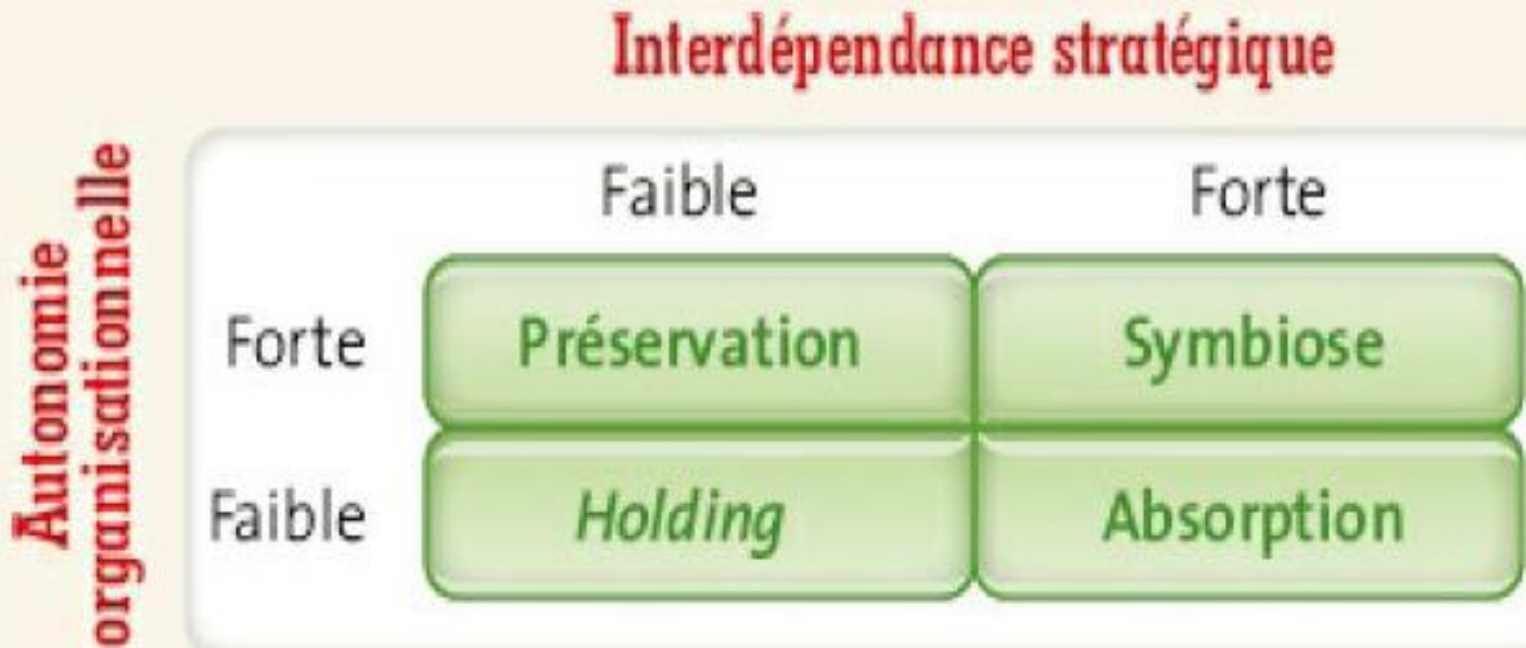 Interdépendance stratégique
Autonomie
organisationnelle
Faible Forte
Forte Préservation Symbiose
Faible Holding Absorption